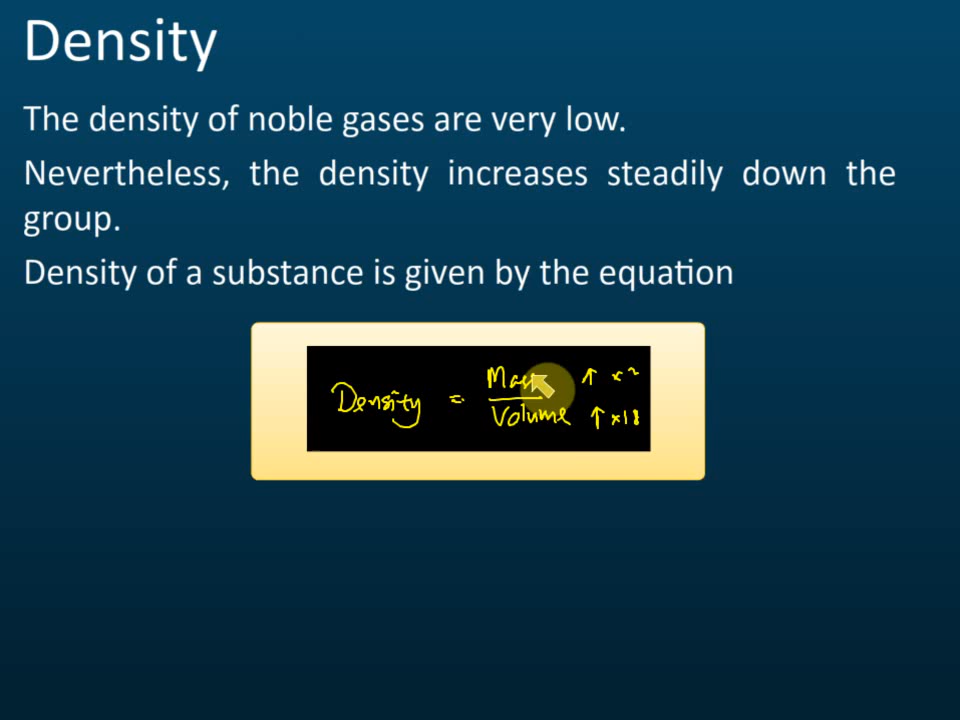 Density
The density of noble gases are very low.
Nevertheless, the density increases steadily down the
group.
Density of a substance is given by the equation
Density = Mass ↑ ×2
Volume ↑ ×18